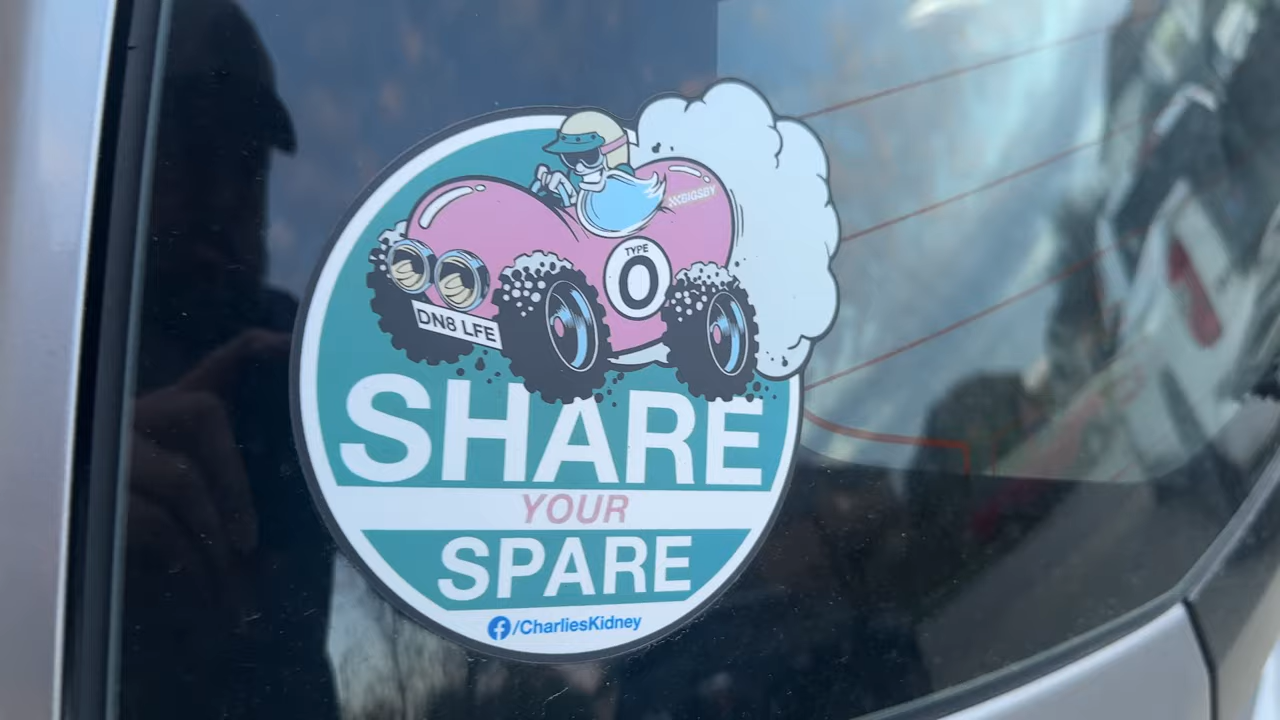 BIGSBY
TYPE
O
DN8 LFE
SHARE
YOUR
SPARE
/CharliesKidney